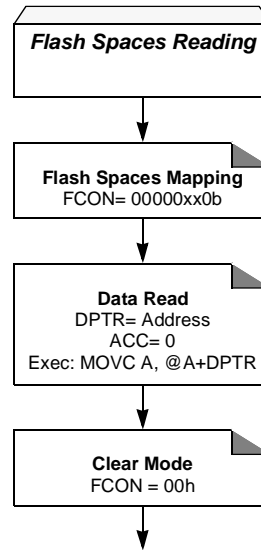 Flash Spaces Reading
Flash Spaces Mapping
FCON= 00000xx0b
Data Read
DPTR= Address
ACC= 0
Exec: MOVC A, @A+DPTR
Clear Mode
FCON = 00h